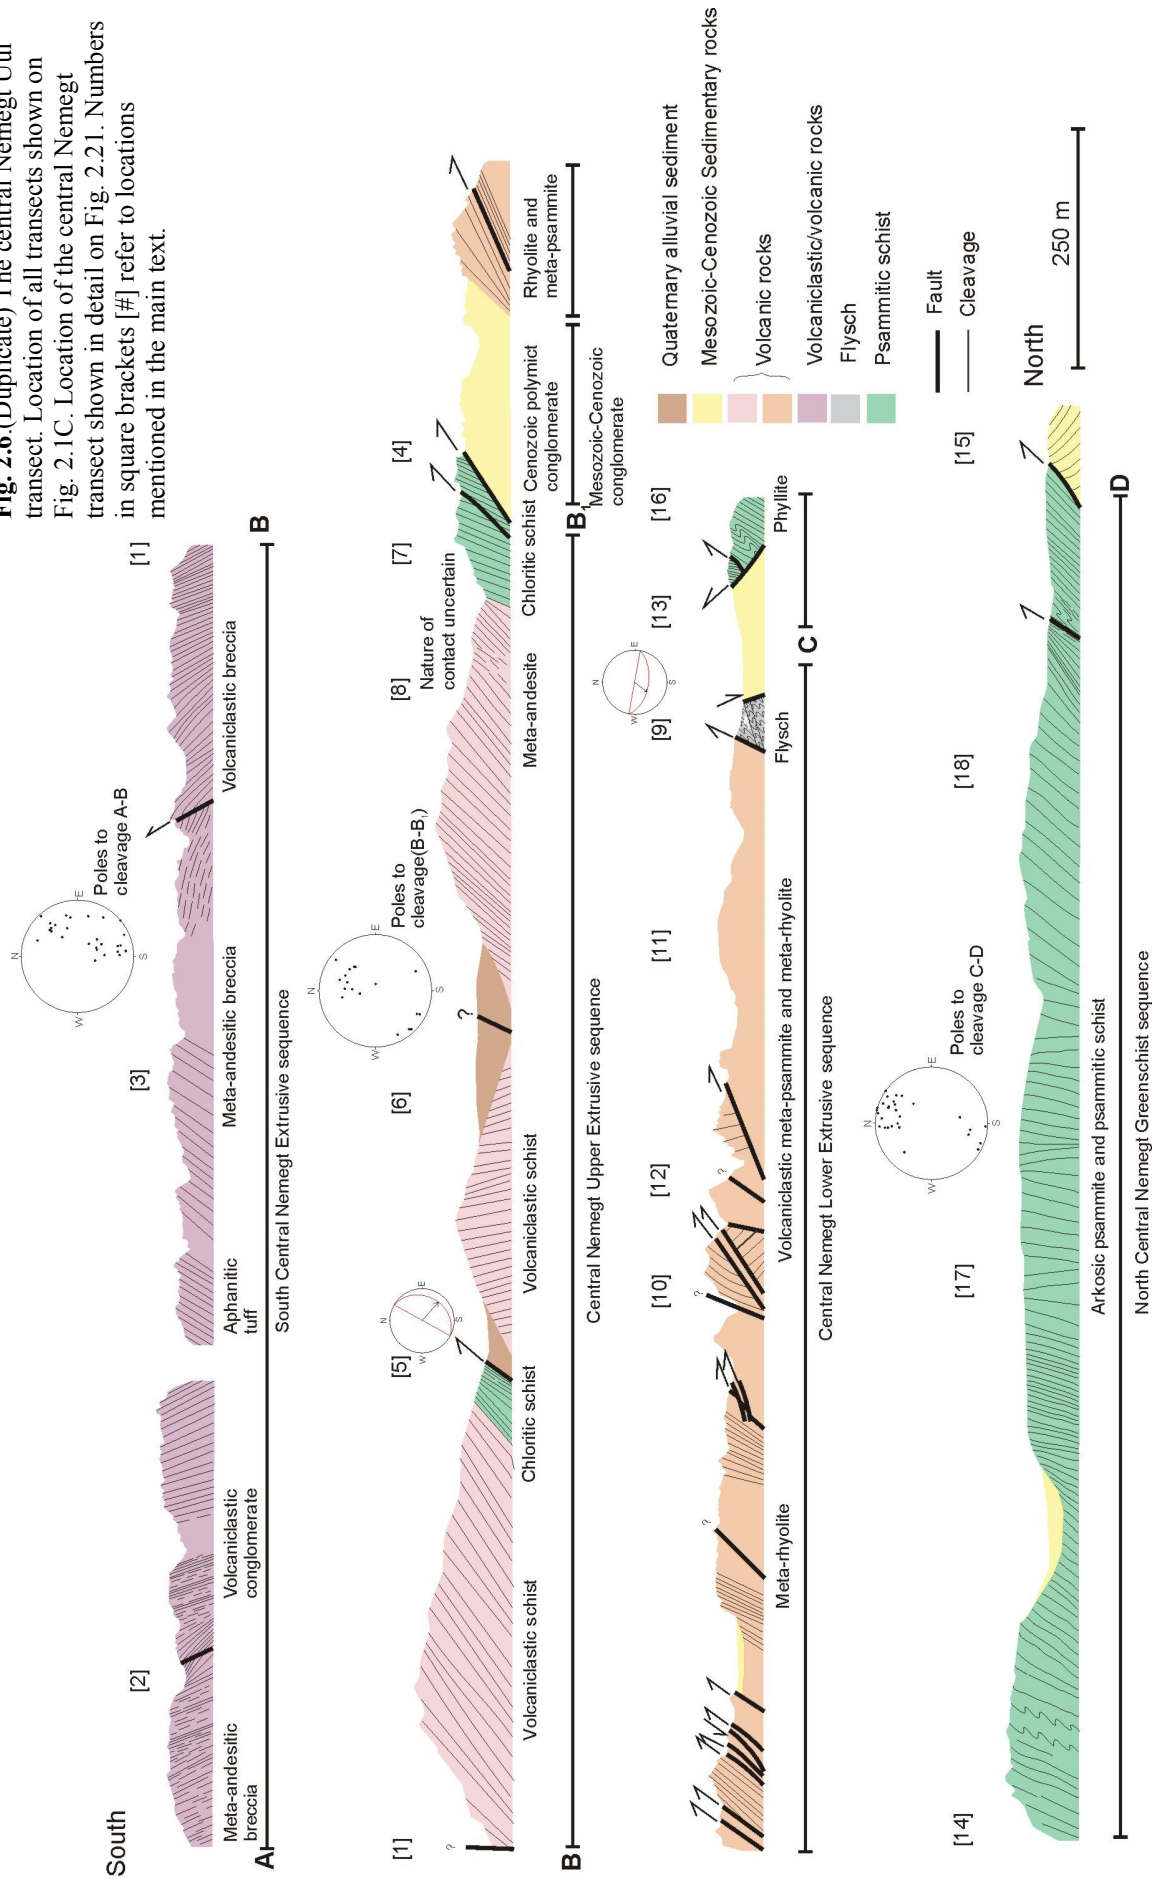 Fig. 2.6.(Duplicate) The central Nemegt Uul
transect. Location of all transects shown on
Fig. 2.1C. Location of the central Nemegt
transect shown in detail on Fig. 2.21. Numbers
in square brackets [#] refer to locations
mentioned in the main text.
South
[2]
[3]
[1]
N
E
S
W
Poles to
cleavage A-B
Meta-andesitic
breccia
Volcaniclastic
conglomerate
Aphanitic
tuff
Meta-andesitic breccia
Volcaniclastic breccia
A
B
South Central Nemegt Extrusive sequence
[1]
[5]
[6]
[8]
[7]
[4]
?
N
E
S
W
?
N
E
S
W
Poles to
cleavage(B-B₁)
Nature of
contact uncertain
Volcaniclastic schist
Chloritic schist
Volcaniclastic schist
Meta-andesite
Chloritic schist
Cenozoic polymict
conglomerate
Rhyolite and
meta-psammite
B
B₁
Mesozoic-Cenozoic
conglomerate
Central Nemegt Upper Extrusive sequence
[10]
[12]
[11]
[9]
[13]
[16]
N
E
S
W
?
?
?
Meta-rhyolite
Volcaniclastic meta-psammite and meta-rhyolite
Flysch
Phyllite
C
Central Nemegt Lower Extrusive sequence
Quaternary alluvial sediment
Mesozoic-Cenozoic Sedimentary rocks
Volcanic rocks
Volcaniclastic/volcanic rocks
Flysch
Psammitic schist
Fault
Cleavage
North
250 m
[14]
[17]
[18]
[15]
N
E
S
W
Poles to
cleavage C-D
Arkosic psammite and psammitic schist
D
North Central Nemegt Greenschist sequence